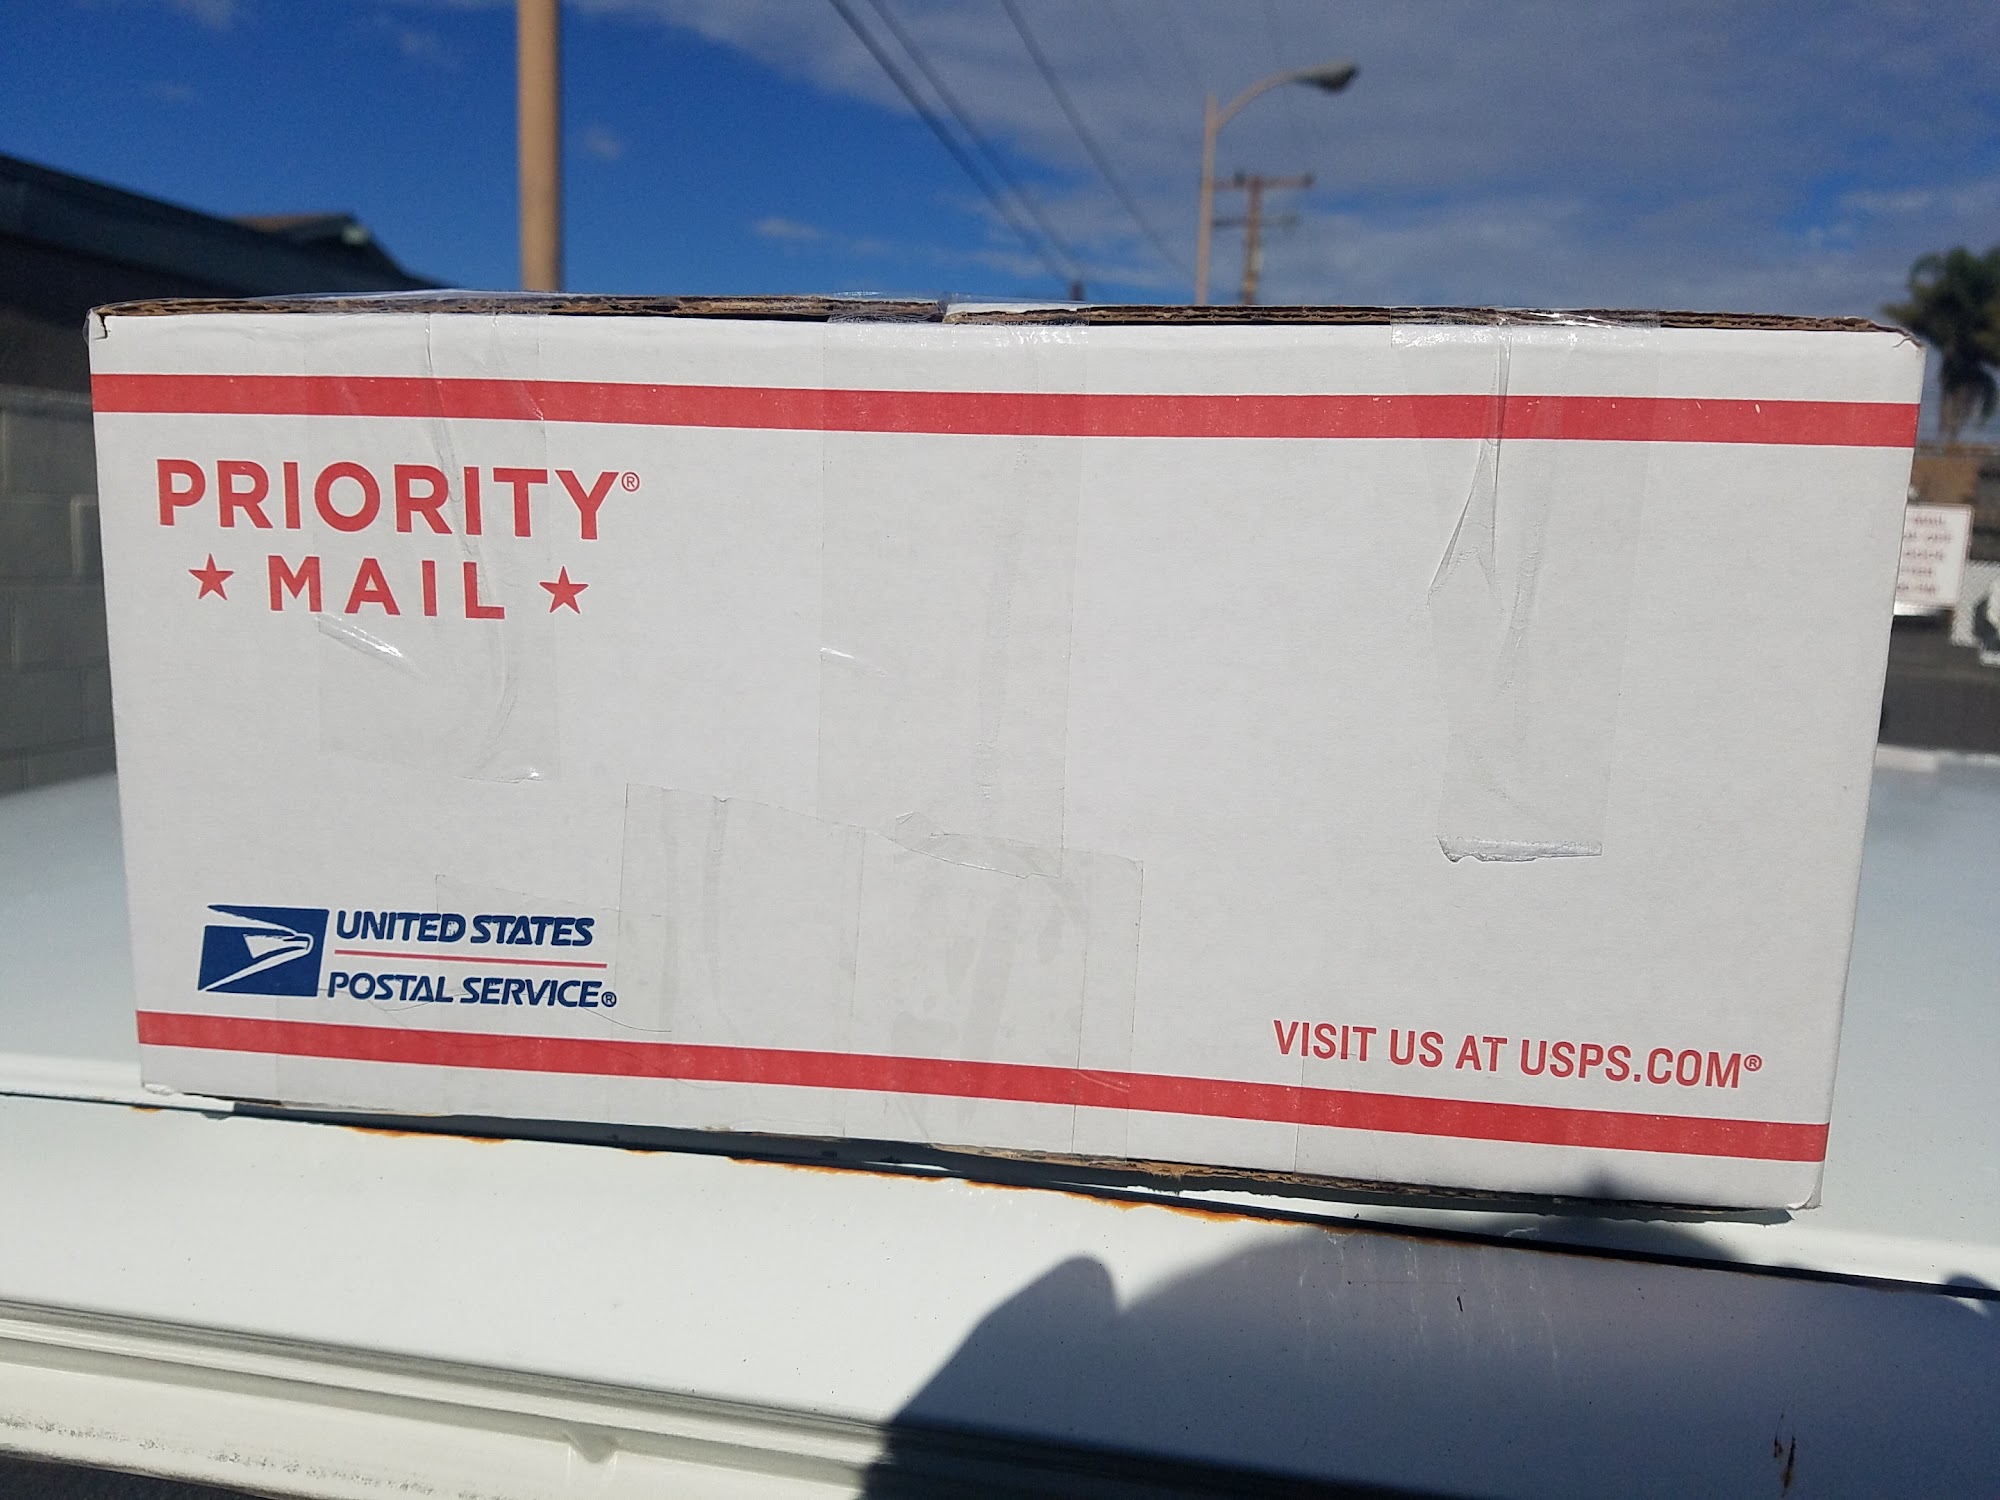 PRIORITY®
★ MAIL ★
UNITED STATES
POSTAL SERVICE®
VISIT US AT USPS.COM®